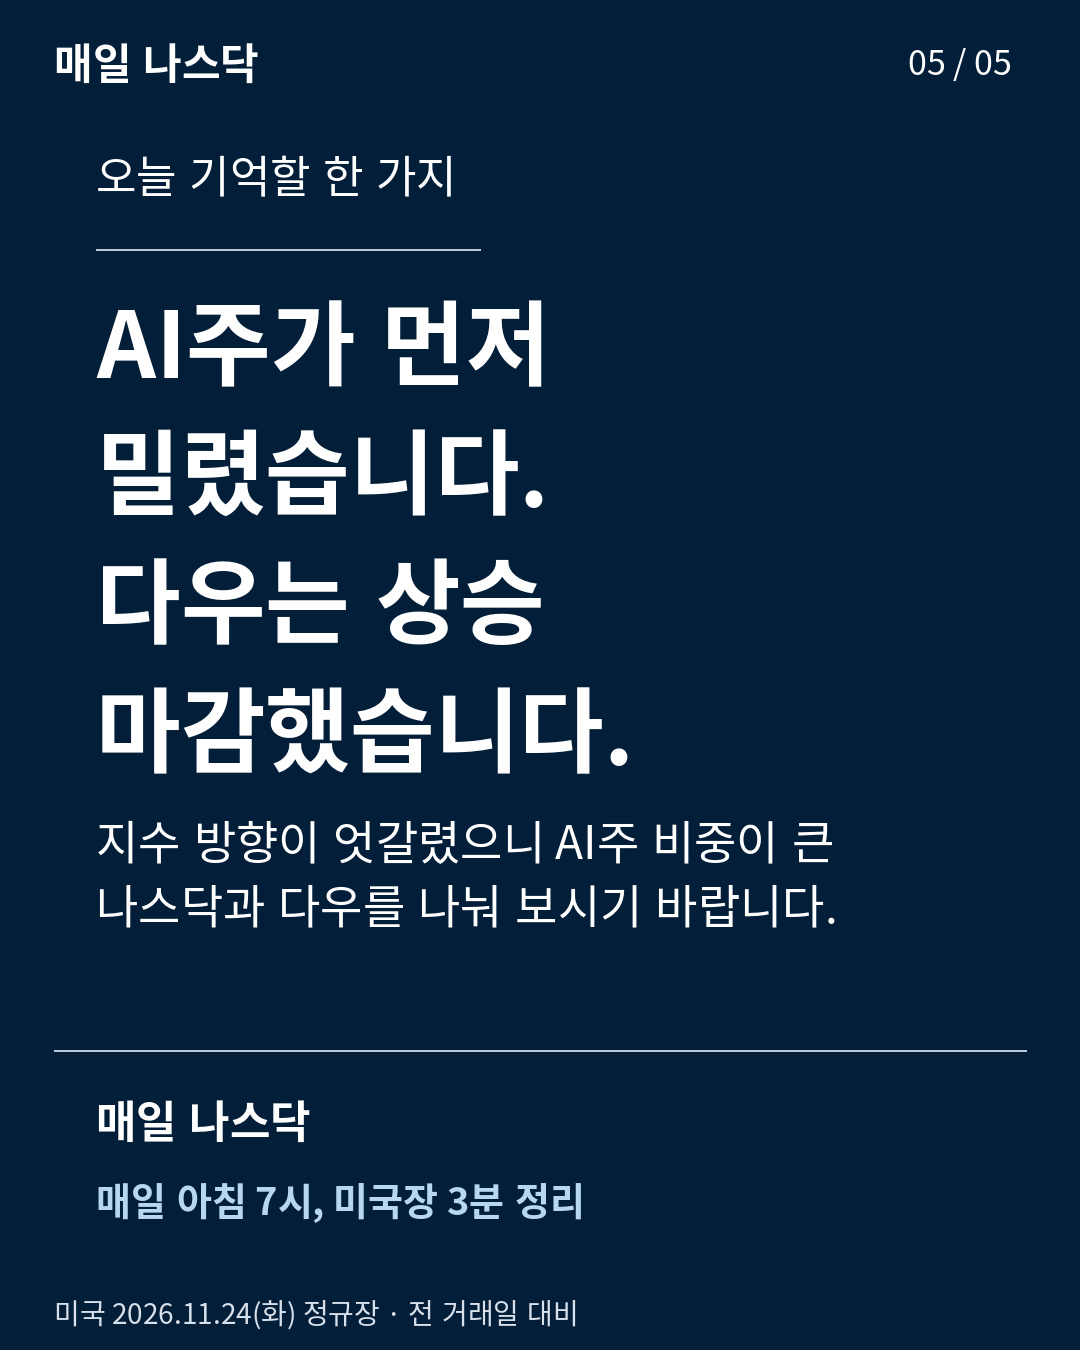 매일 나스닥
05 / 05
오늘 기억할 한 가지
AI주가 먼저
밀렸습니다.
다우는 상승
마감했습니다.
지수 방향이 엇갈렸으니 AI주 비중이 큰
나스닥과 다우를 나눠 보시기 바랍니다.
매일 나스닥
매일 아침 7시, 미국장 3분 정리
미국 2026.11.24(화) 정규장 · 전 거래일 대비